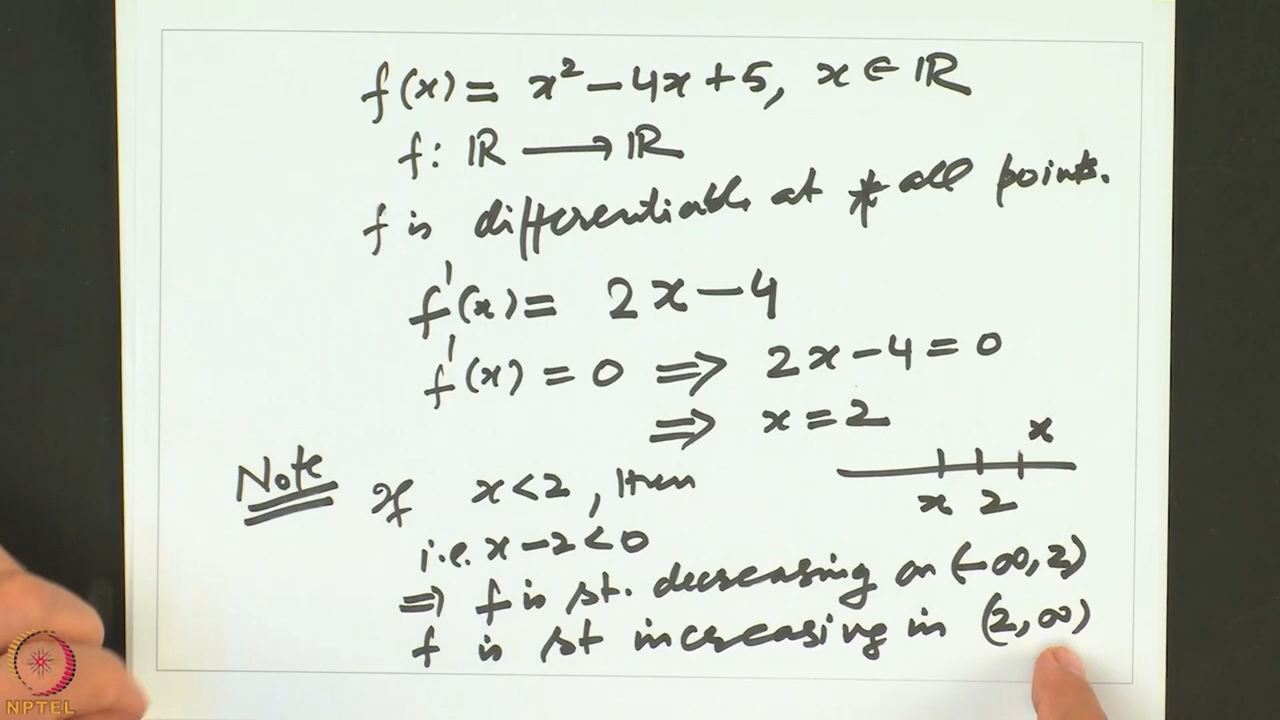 f(x) = x² - 4x + 5, x ∈ ℝ
f: ℝ ⟶ ℝ
f is differentiable at all points.
f'(x) = 2x - 4
f'(x) = 0 ⟹ 2x - 4 = 0
⟹ x = 2
x
Note If x < 2, then
x 2
i.e. x - 2 < 0
⟹ f is st. decreasing on (-∞, 2)
f is st increasing in (2, ∞)
NPTEL